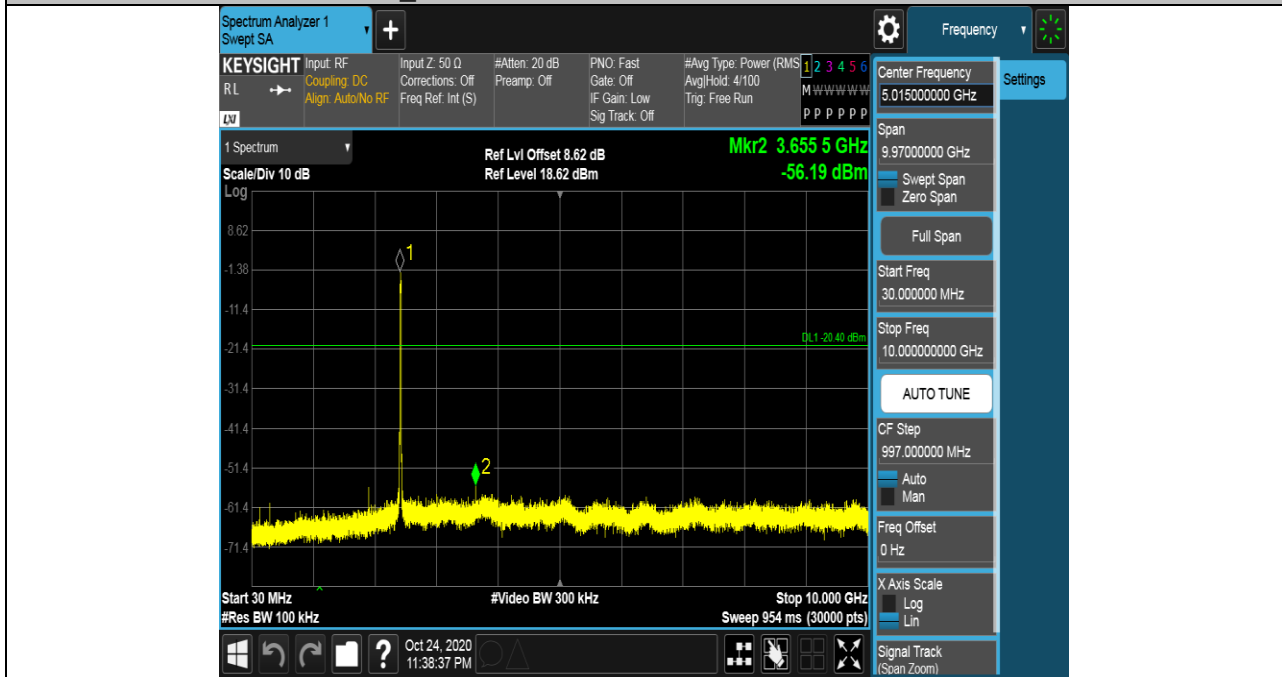 Spectrum Analyzer 1
Swept SA
+
Frequency
KEYSIGHT
RL
LXI
Input: RF
Coupling: DC
Align: Auto/No RF
Input Z: 50 Ω
Corrections: Off
Freq Ref: Int (S)
#Atten: 20 dB
Preamp: Off
PNO: Fast
Gate: Off
IF Gain: Low
Sig Track: Off
#Avg Type: Power (RMS
Avg|Hold: 4/100
Trig: Free Run
1 2 3 4 5 6
M W W W W W
P P P P P P
1 Spectrum
Scale/Div 10 dB
Ref Lvl Offset 8.62 dB
Ref Level 18.62 dBm
Mkr2 3.655 5 GHz
-56.19 dBm
Log
8.62
-1.38
-11.4
-21.4
-31.4
-41.4
-51.4
-61.4
-71.4
1
DL1 -20.40 dBm
2
Start 30 MHz
#Res BW 100 kHz
#Video BW 300 kHz
Stop 10.000 GHz
Sweep 954 ms (30000 pts)
?
Oct 24, 2020
11:38:37 PM
Center Frequency
5.015000000 GHz
Settings
Span
9.97000000 GHz
Swept Span
Zero Span
Full Span
Start Freq
30.000000 MHz
Stop Freq
10.000000000 GHz
AUTO TUNE
CF Step
997.000000 MHz
Auto
Man
Freq Offset
0 Hz
X Axis Scale
Log
Lin
Signal Track
(Span Zoom)